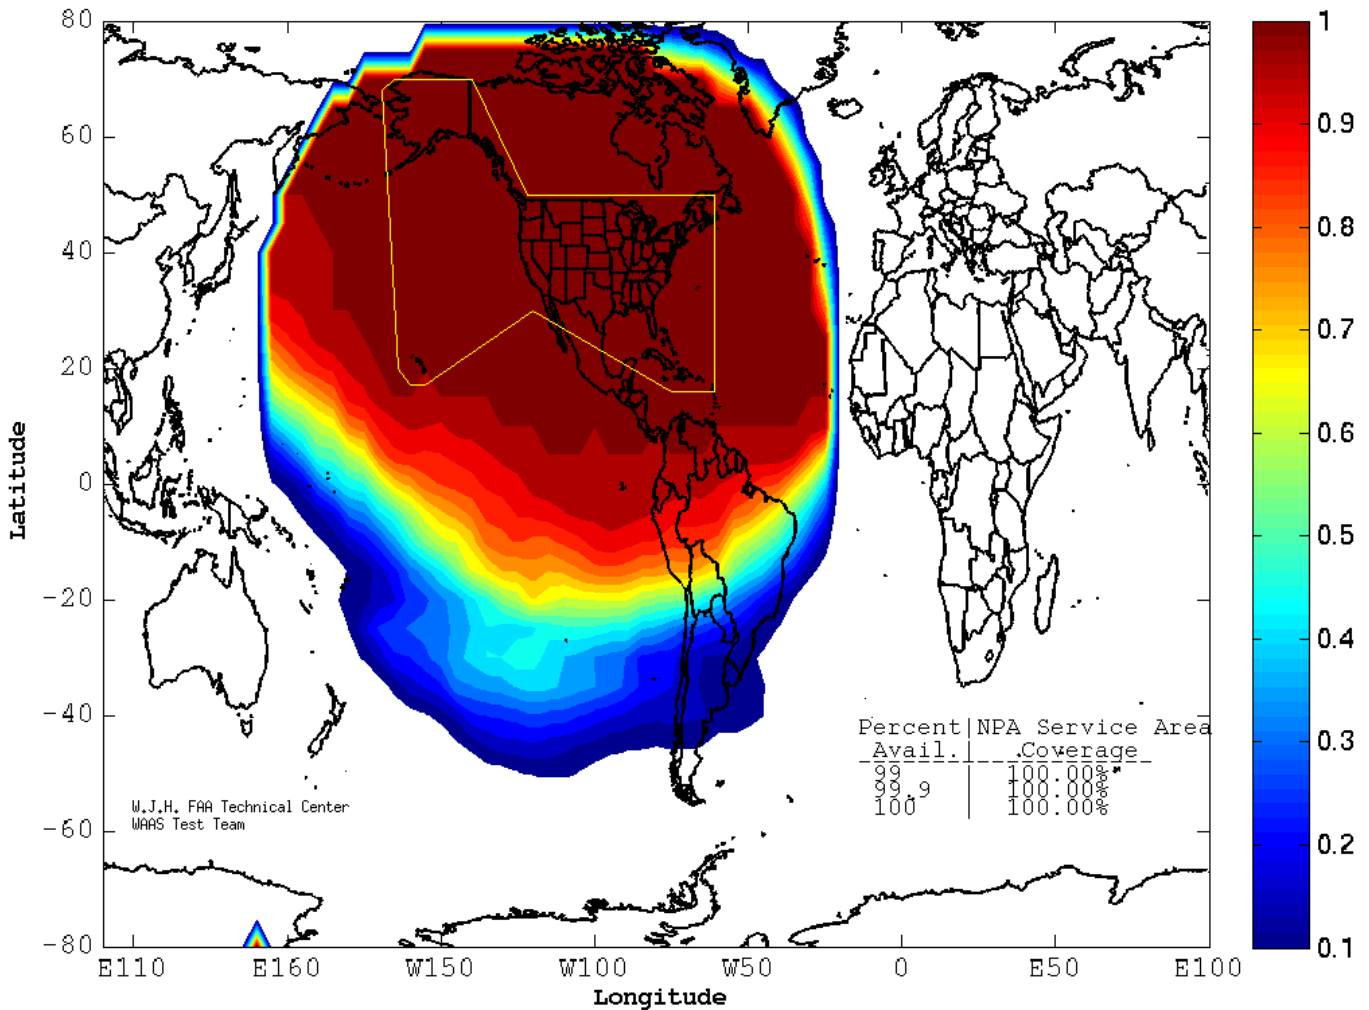 80
60
40
20
0
-20
-40
-60
-80
Latitude
E110 E160 W150 W100 W50 0 E50 E100
Longitude
1
0.9
0.8
0.7
0.6
0.5
0.4
0.3
0.2
0.1
Percent|NPA Service Area
Avail.| Coverage
99 | 100.00%
99.9 | 100.00%
100 | 100.00%
W.J.H. FAA Technical Center
WAAS Test Team